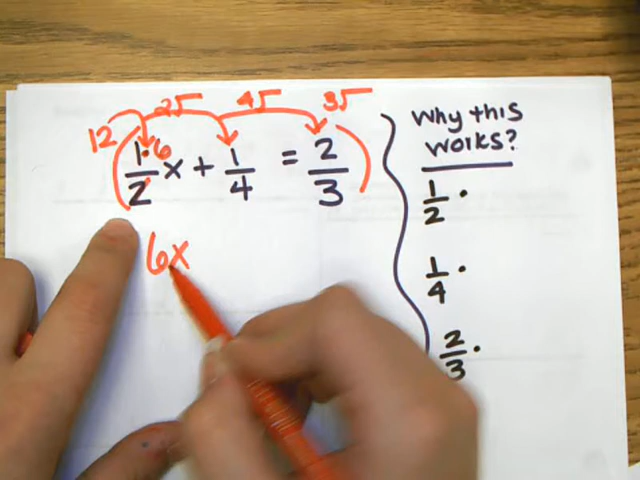 2√ 4√ 3√
12 (1·6/2 x + 1/4 = 2/3)
6x
Why this
works?
1/2 ·
1/4 ·
2/3 ·